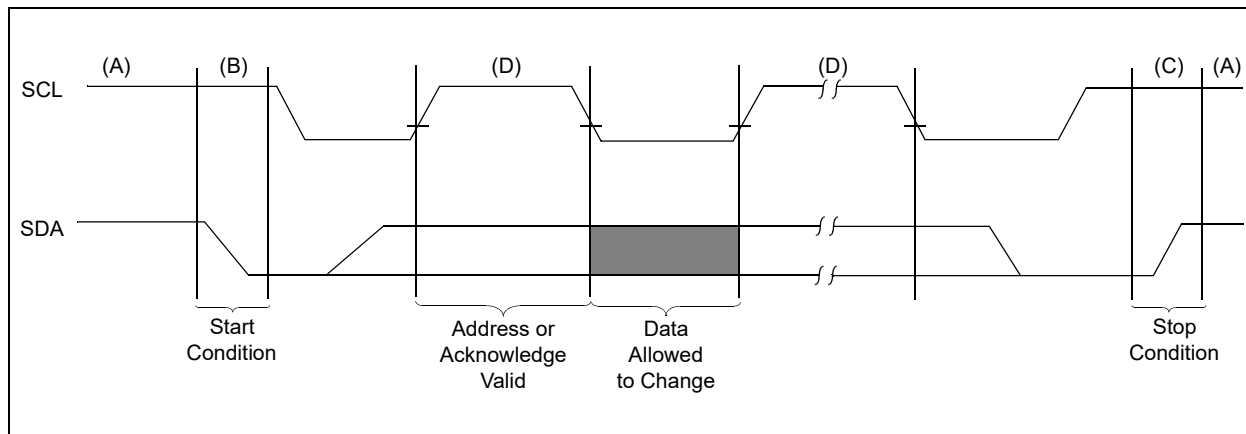 (A) (B) (D) (D) (C) (A)
SCL
SDA
Start
Condition
Address or
Acknowledge
Valid
Data
Allowed
to Change
Stop
Condition